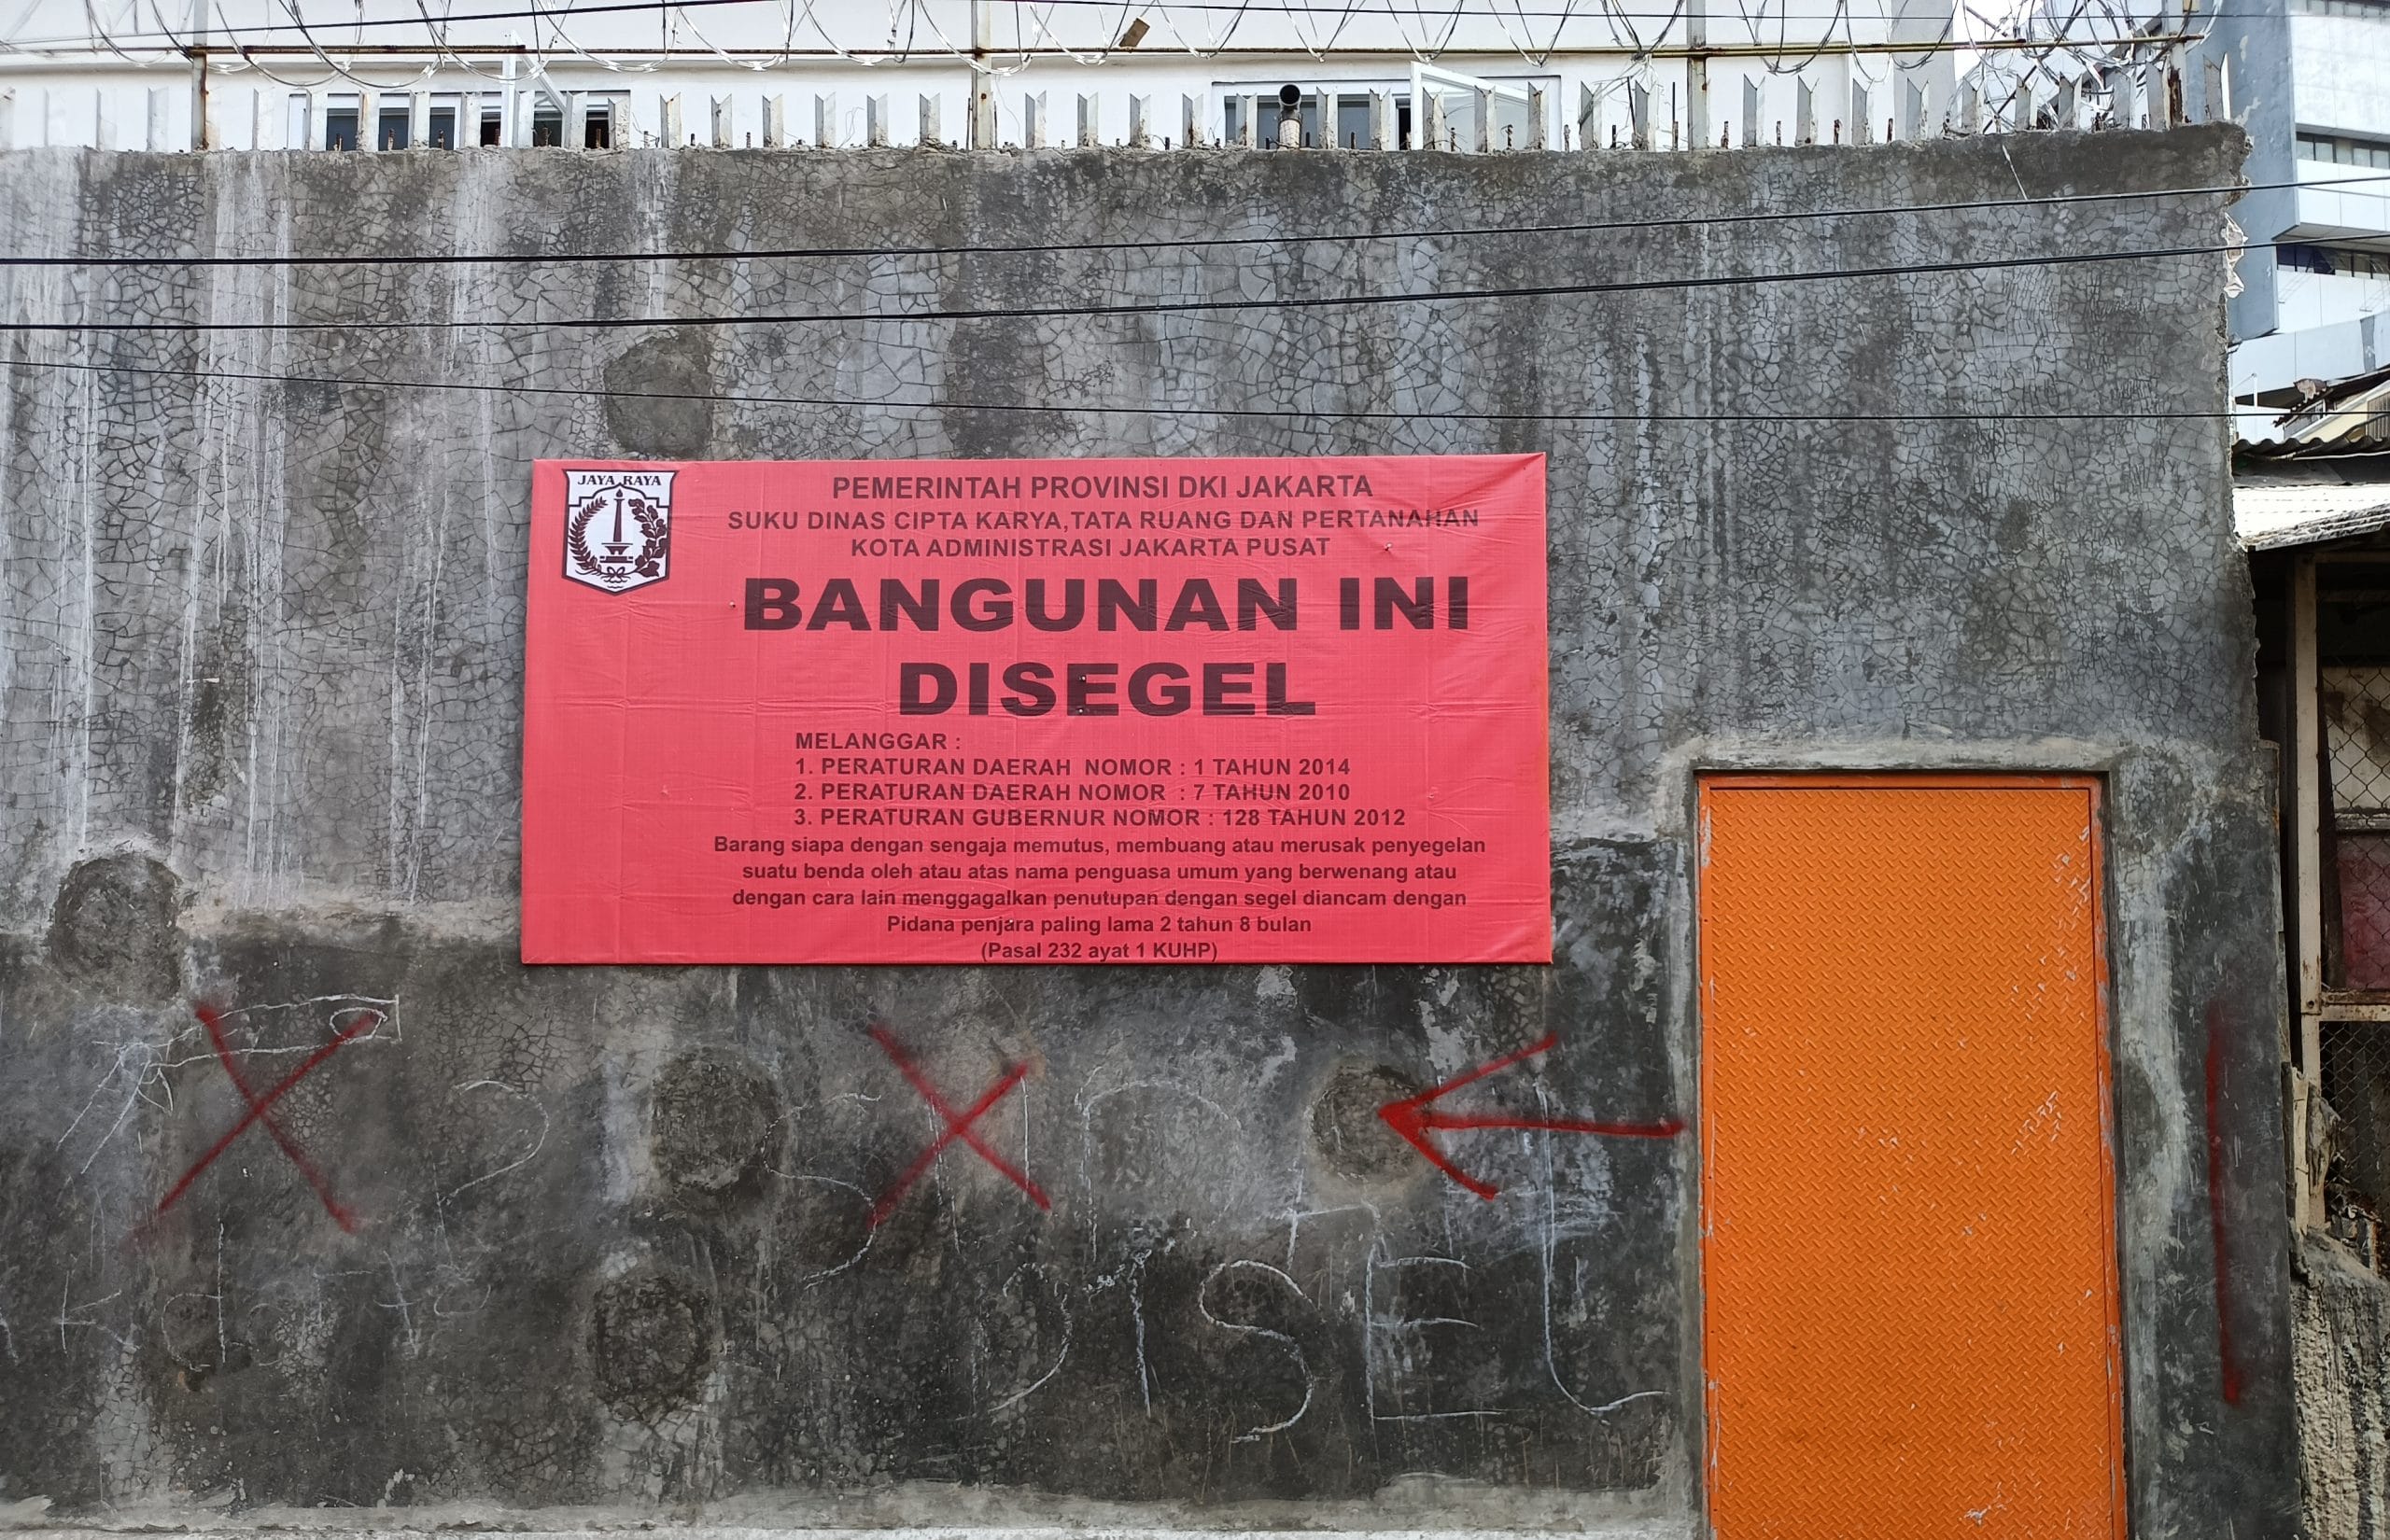 JAYA RAYA
PEMERINTAH PROVINSI DKI JAKARTA
SUKU DINAS CIPTA KARYA,TATA RUANG DAN PERTANAHAN
KOTA ADMINISTRASI JAKARTA PUSAT
BANGUNAN INI
DISEGEL
MELANGGAR :
1. PERATURAN DAERAH NOMOR : 1 TAHUN 2014
2. PERATURAN DAERAH NOMOR : 7 TAHUN 2010
3. PERATURAN GUBERNUR NOMOR : 128 TAHUN 2012
Barang siapa dengan sengaja memutus, membuang atau merusak penyegelan
suatu benda oleh atau atas nama penguasa umum yang berwenang atau
dengan cara lain menggagalkan penutupan dengan segel diancam dengan
Pidana penjara paling lama 2 tahun 8 bulan
(Pasal 232 ayat 1 KUHP)